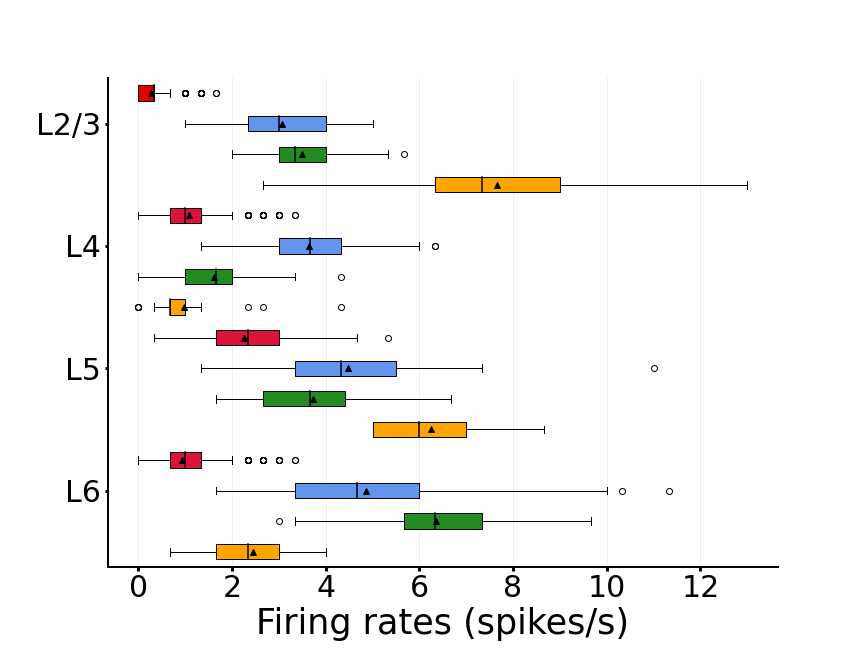 L2/3
L4
L5
L6
0 2 4 6 8 10 12
Firing rates (spikes/s)